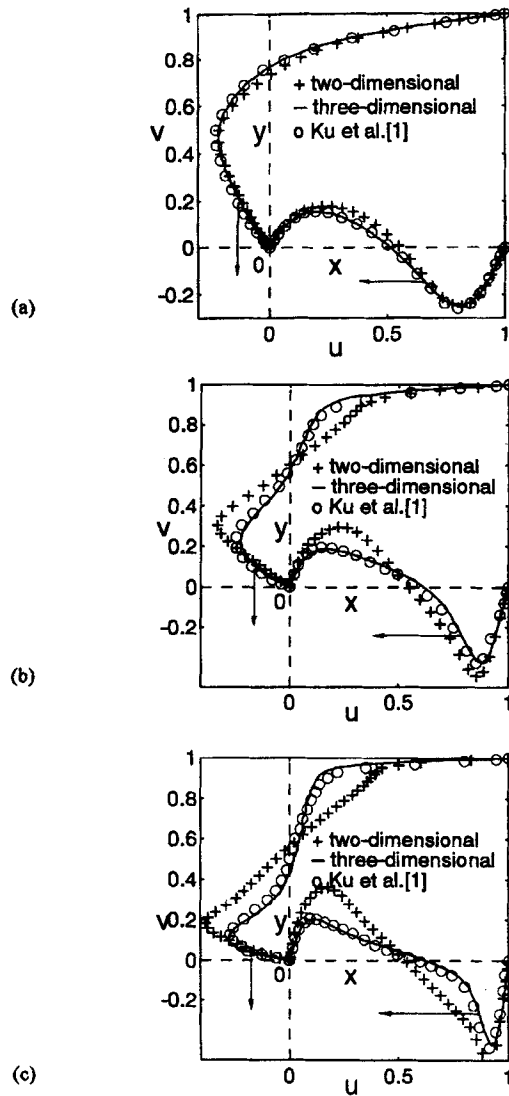 1
0.8
0.6
v
0.4
0.2
0
-0.2
y
+ two-dimensional
– three-dimensional
o Ku et al.[1]
0
x
0
0.5
1
u
(a)
1
0.8
0.6
v
0.4
0.2
0
-0.2
y
+ two-dimensional
– three-dimensional
o Ku et al.[1]
0
x
0
0.5
1
u
(b)
1
0.8
0.6
0.4
v
0.2
0
-0.2
y
+ two-dimensional
– three-dimensional
o Ku et al.[1]
0
x
0
0.5
1
u
(c)